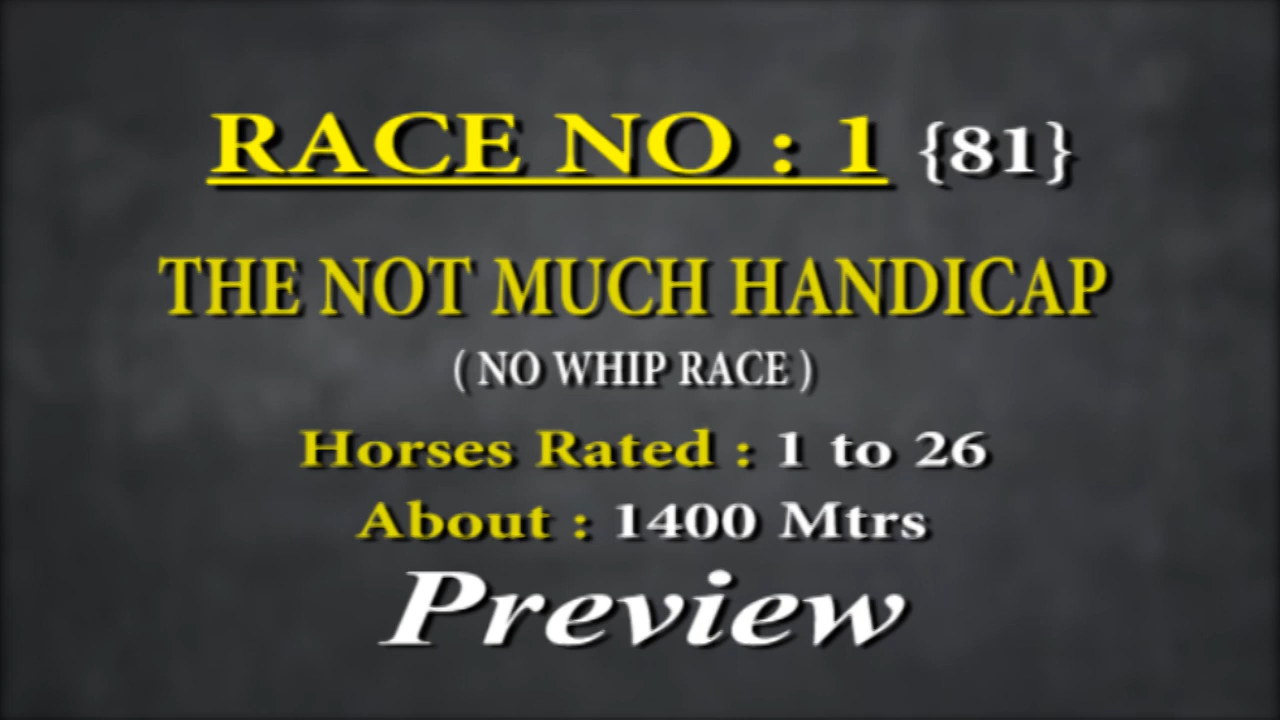 RACE NO : 1 {81}
THE NOT MUCH HANDICAP
( NO WHIP RACE )
Horses Rated : 1 to 26
About : 1400 Mtrs
Preview